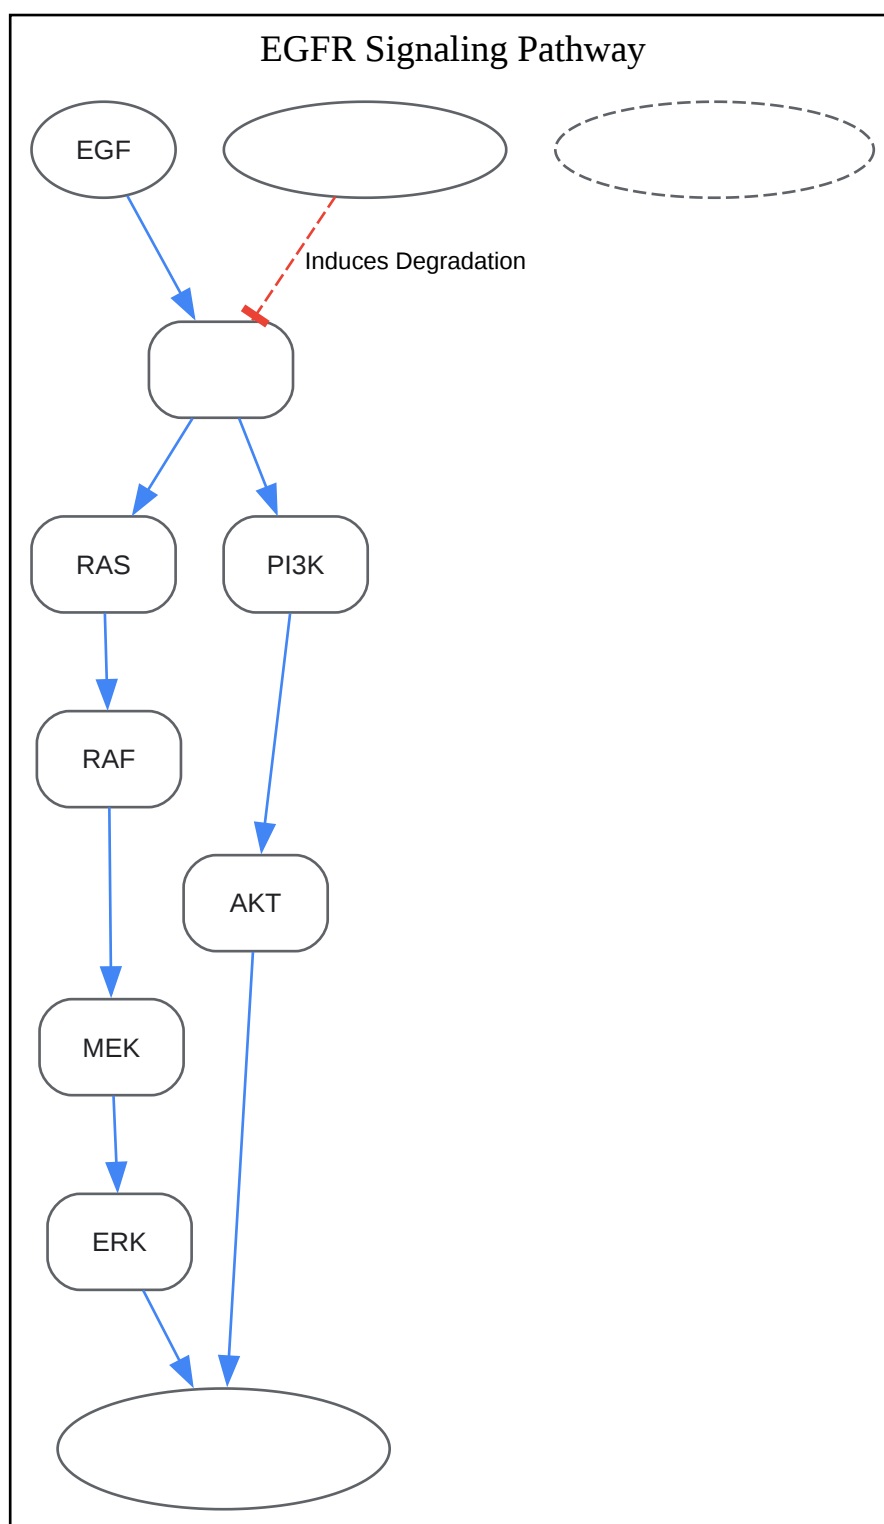 EGFR Signaling Pathway
EGF
Induces Degradation
RAS
PI3K
RAF
AKT
MEK
ERK